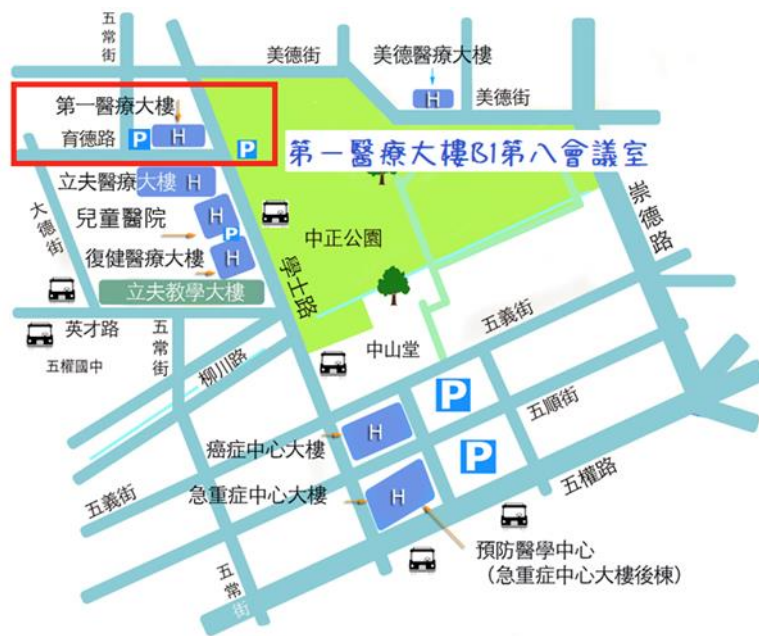 五常街
美德街
美德醫療大樓
H
美德街
第一醫療大樓
育德路
P
H
P
第一醫療大樓B1第八會議室
立夫醫療大樓
H
大德街
兒童醫院
H
P
復健醫療大樓
H
立夫教學大樓
學士路
中正公園
崇德路
英才路
五權國中
五常街
柳川路
中山堂
五義街
P
五順街
癌症中心大樓
H
P
五義街
急重症中心大樓
H
五權路
預防醫學中心
(急重症中心大樓後棟)
五常街